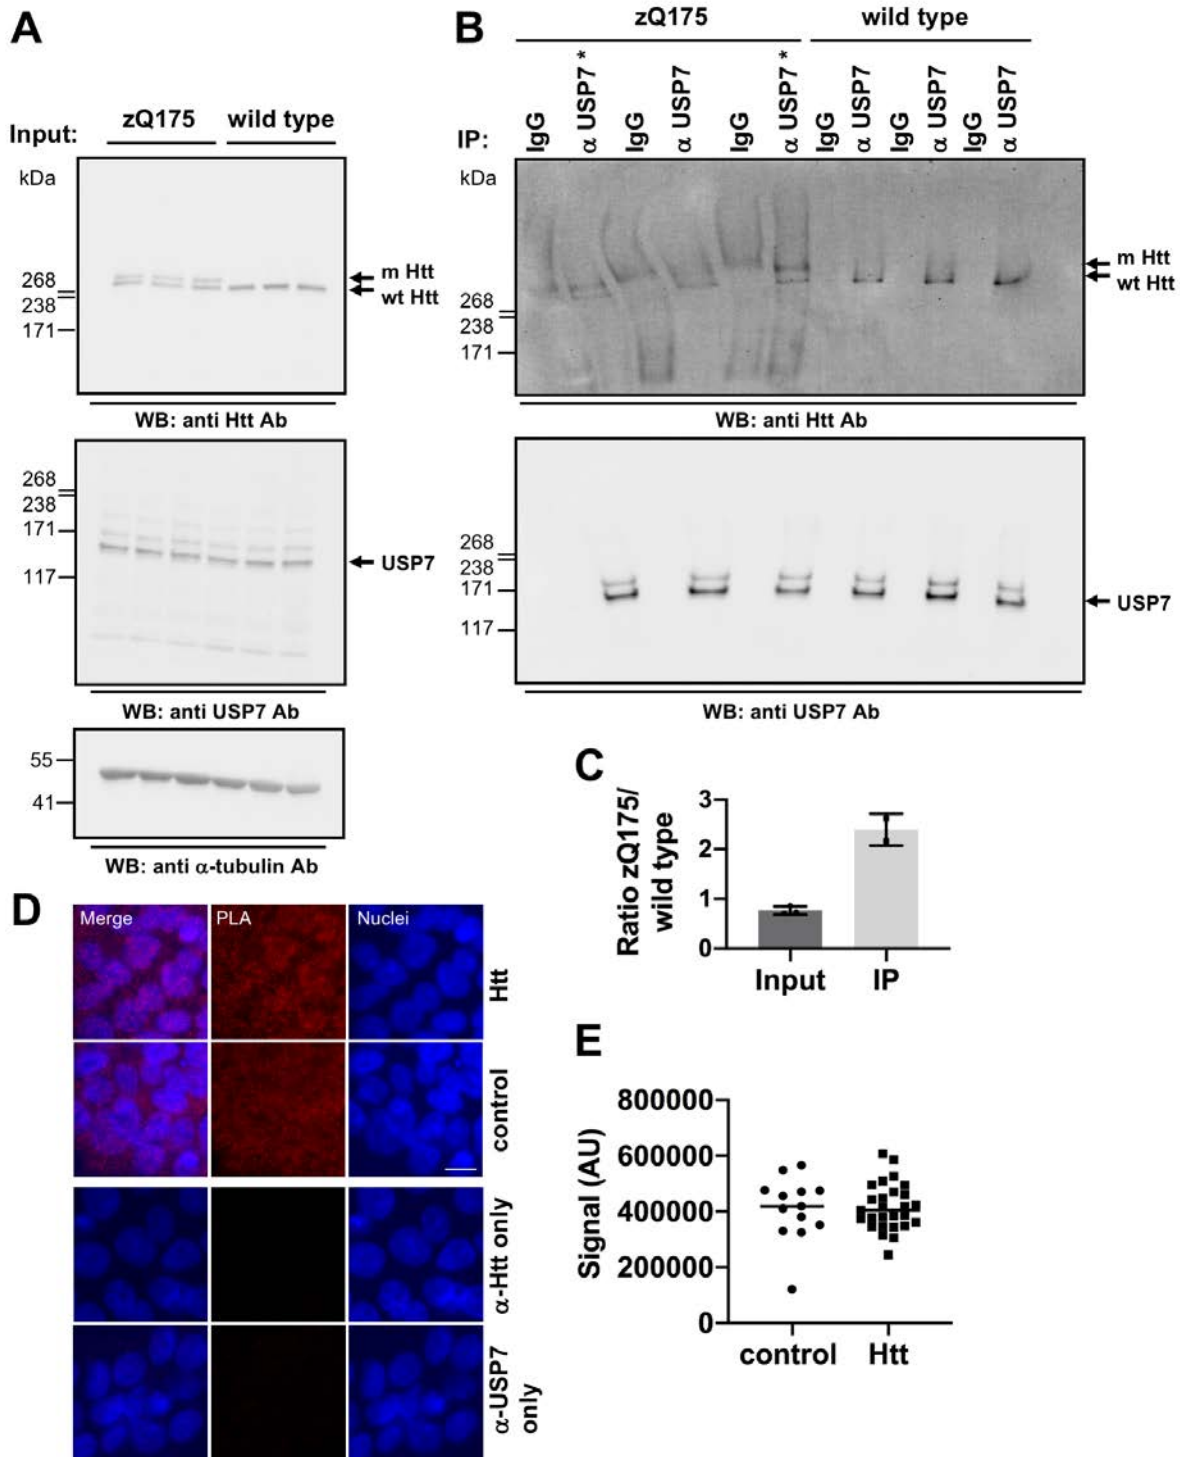 A
Input:
zQ175
wild type
kDa
268
238
171
m Htt
wt Htt
WB: anti Htt Ab
268
238
171
117
USP7
WB: anti USP7 Ab
55
41
WB: anti α-tubulin Ab
B
zQ175
wild type
IP:
IgG
α USP7 *
IgG
α USP7
IgG
α USP7 *
IgG
α USP7
IgG
α USP7
IgG
α USP7
kDa
268
238
171
m Htt
wt Htt
WB: anti Htt Ab
268
238
171
117
USP7
WB: anti USP7 Ab
C
Ratio zQ175/
wild type
3
2
1
0
Input
IP
D
Merge
PLA
Nuclei
Htt
control
α-Htt only
α-USP7
only
E
Signal (AU)
800000
600000
400000
200000
0
control
Htt